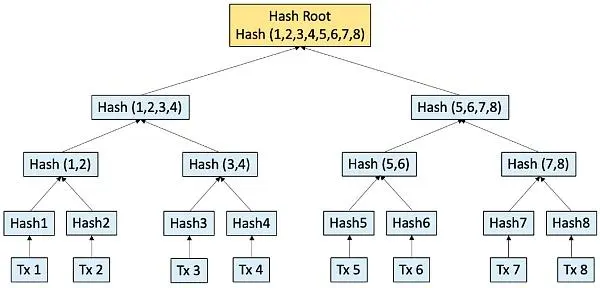 Hash Root
Hash (1,2,3,4,5,6,7,8)
Hash (1,2,3,4)
Hash (5,6,7,8)
Hash (1,2)
Hash (3,4)
Hash (5,6)
Hash (7,8)
Hash1
Hash2
Hash3
Hash4
Hash5
Hash6
Hash7
Hash8
Tx 1
Tx 2
Tx 3
Tx 4
Tx 5
Tx 6
Tx 7
Tx 8